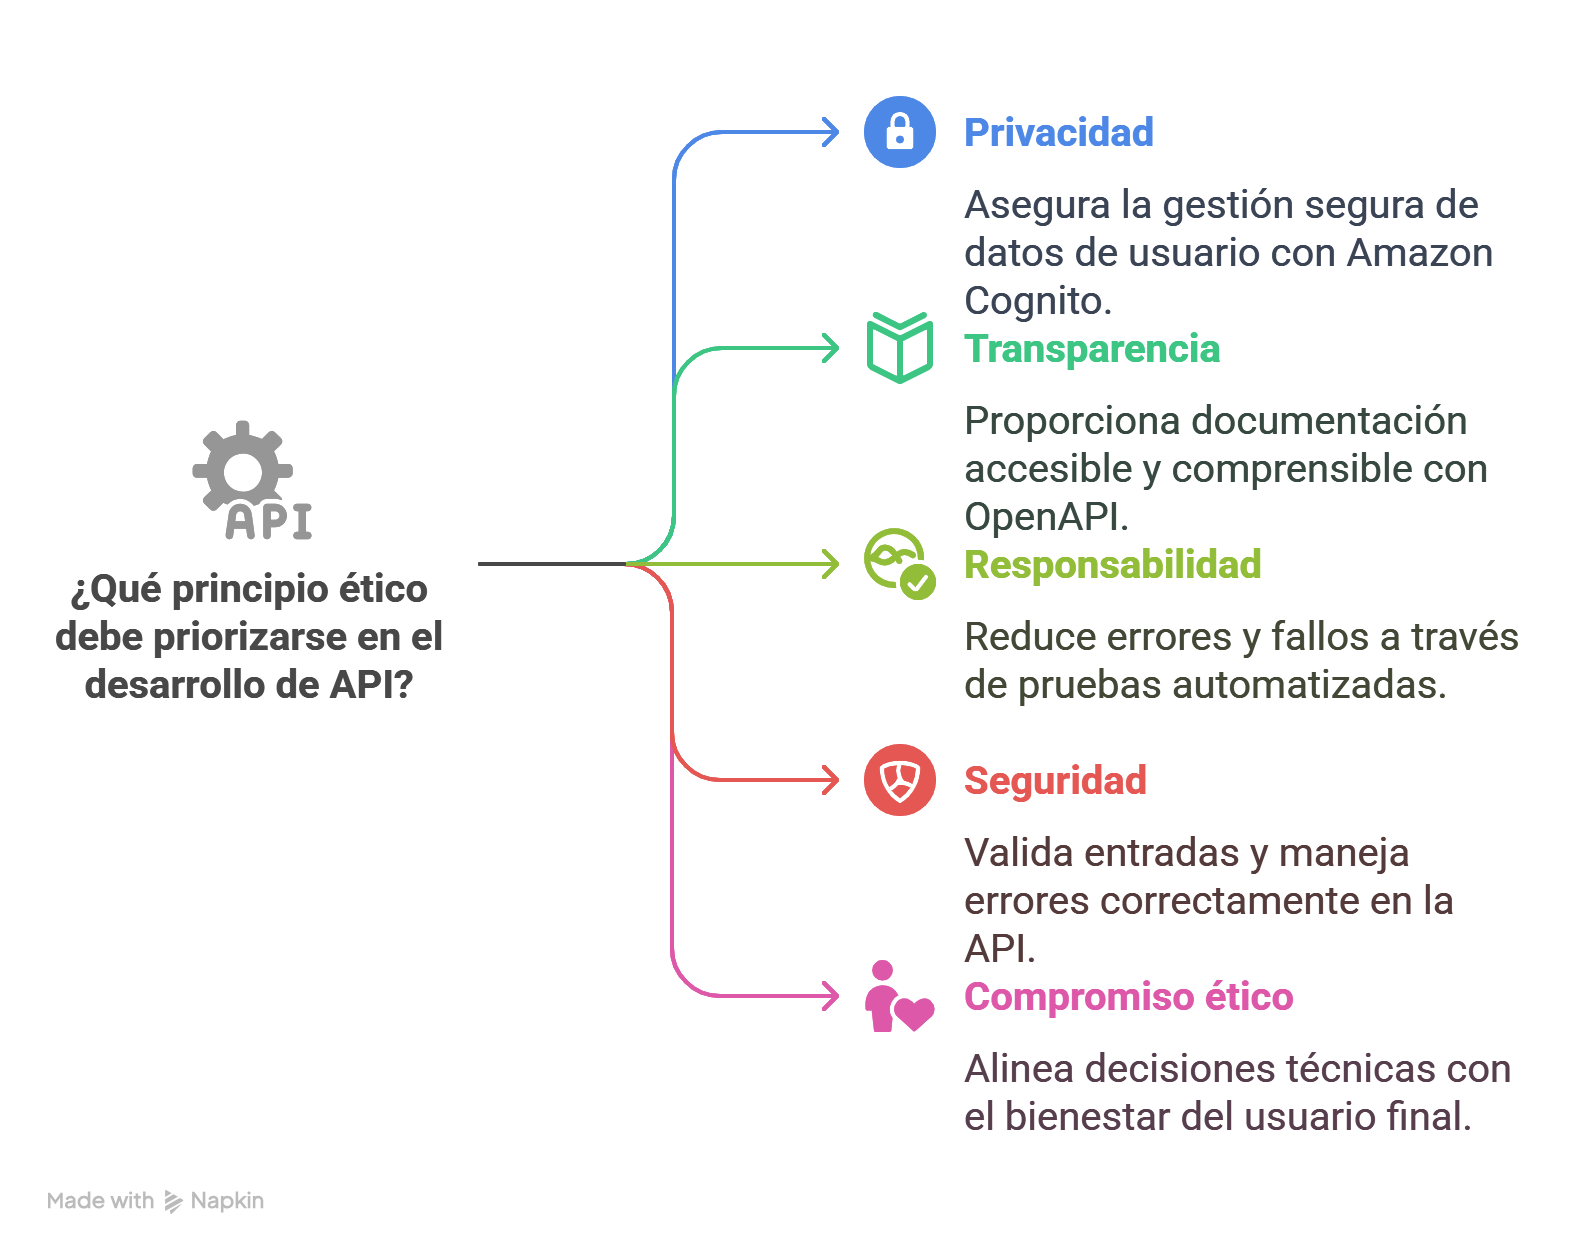 API
¿Qué principio ético
debe priorizarse en el
desarrollo de API?
Privacidad
Asegura la gestión segura de
datos de usuario con Amazon
Cognito.
Transparencia
Proporciona documentación
accesible y comprensible con
OpenAPI.
Responsabilidad
Reduce errores y fallos a través
de pruebas automatizadas.
Seguridad
Valida entradas y maneja
errores correctamente en la
API.
Compromiso ético
Alinea decisiones técnicas con
el bienestar del usuario final.
Made with Napkin